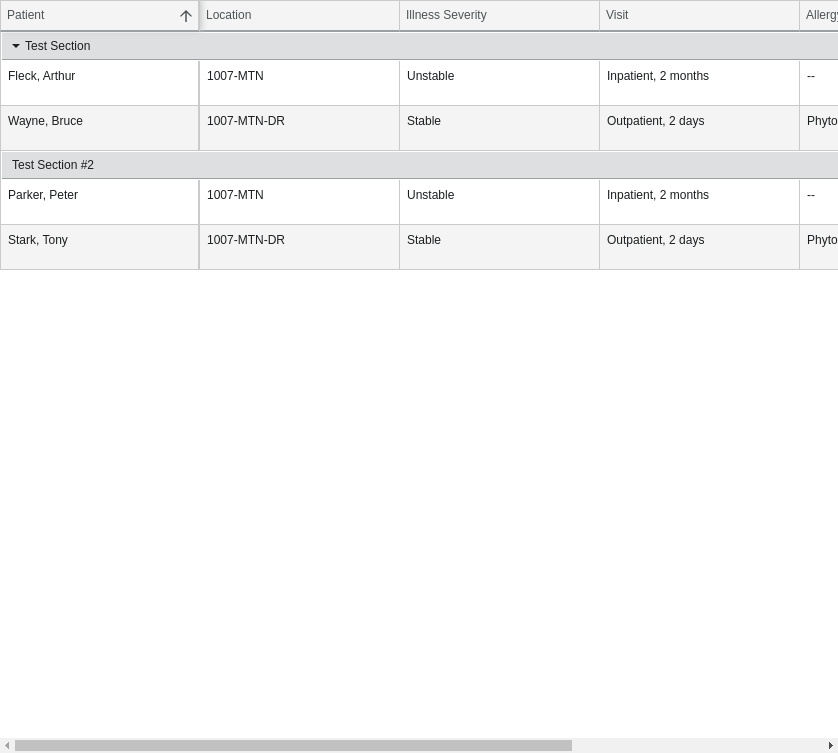 Patient Location Illness Severity Visit Allergy
Test Section
Fleck, Arthur 1007-MTN Unstable Inpatient, 2 months --
Wayne, Bruce 1007-MTN-DR Stable Outpatient, 2 days Phyto
Test Section #2
Parker, Peter 1007-MTN Unstable Inpatient, 2 months --
Stark, Tony 1007-MTN-DR Stable Outpatient, 2 days Phyto